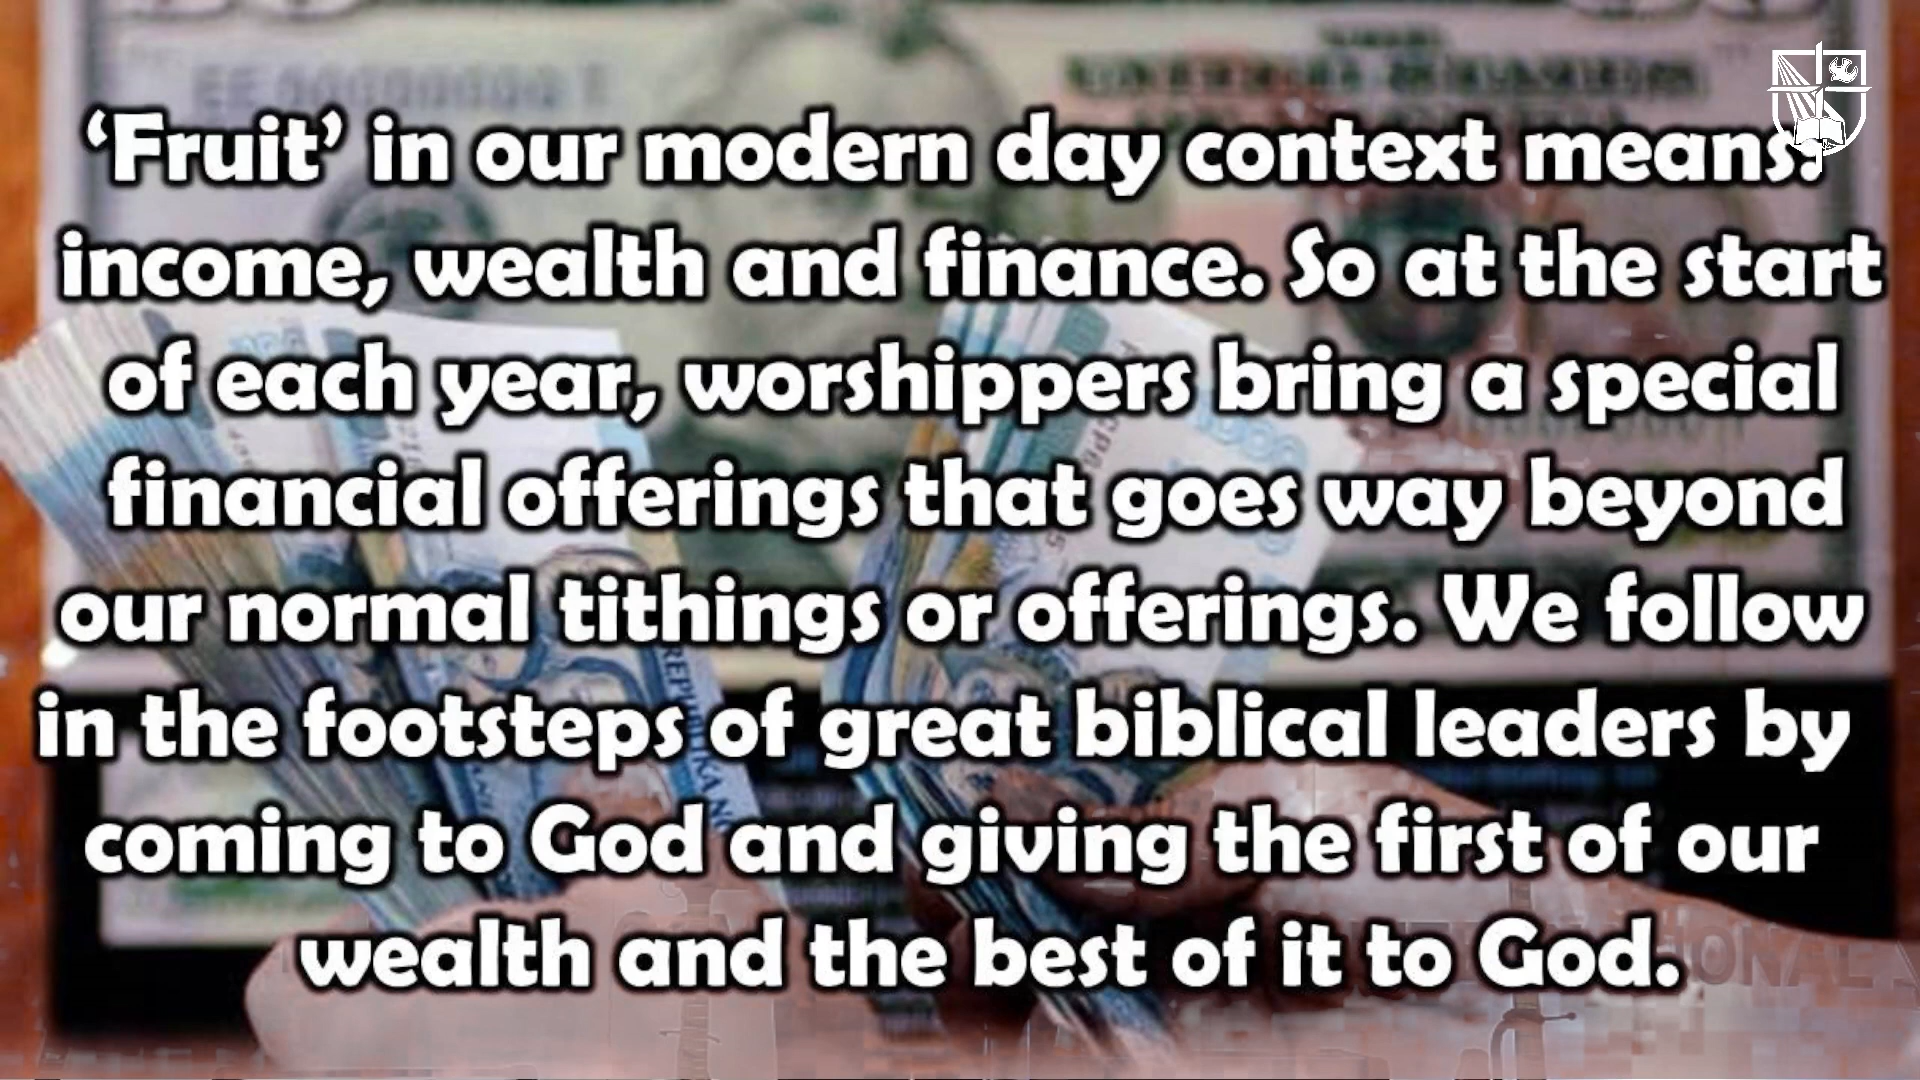 ‘Fruit’ in our modern day context means:
income, wealth and finance. So at the start
of each year, worshippers bring a special
financial offerings that goes way beyond
our normal tithings or offerings. We follow
in the footsteps of great biblical leaders by
coming to God and giving the first of our
wealth and the best of it to God.